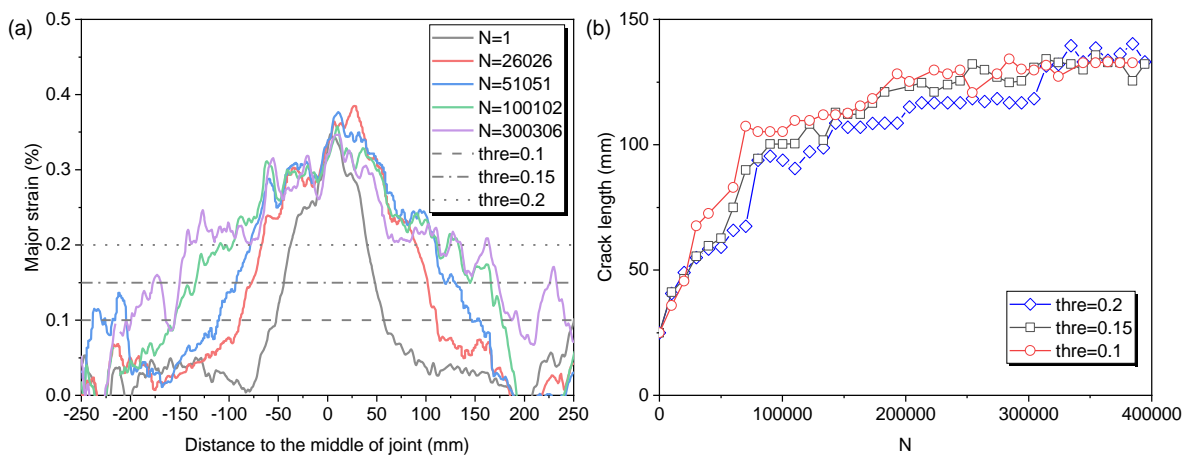 (a)
0.5
0.4
0.3
0.2
0.1
0.0
Major strain (%)
-250 -200 -150 -100 -50 0 50 100 150 200 250
Distance to the middle of joint (mm)
N=1
N=26026
N=51051
N=100102
N=300306
thre=0.1
thre=0.15
thre=0.2
(b)
150
100
50
0
Crack length (mm)
0 100000 200000 300000 400000
N
thre=0.2
thre=0.15
thre=0.1